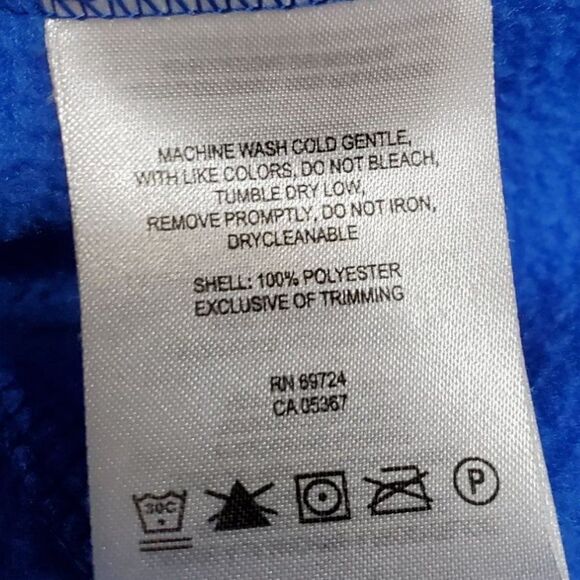 MACHINE WASH COLD GENTLE,
WITH LIKE COLORS, DO NOT BLEACH,
TUMBLE DRY LOW,
REMOVE PROMPTLY, DO NOT IRON,
DRYCLEANABLE
SHELL: 100% POLYESTER
EXCLUSIVE OF TRIMMING
RN 69724
CA 05367
30C P